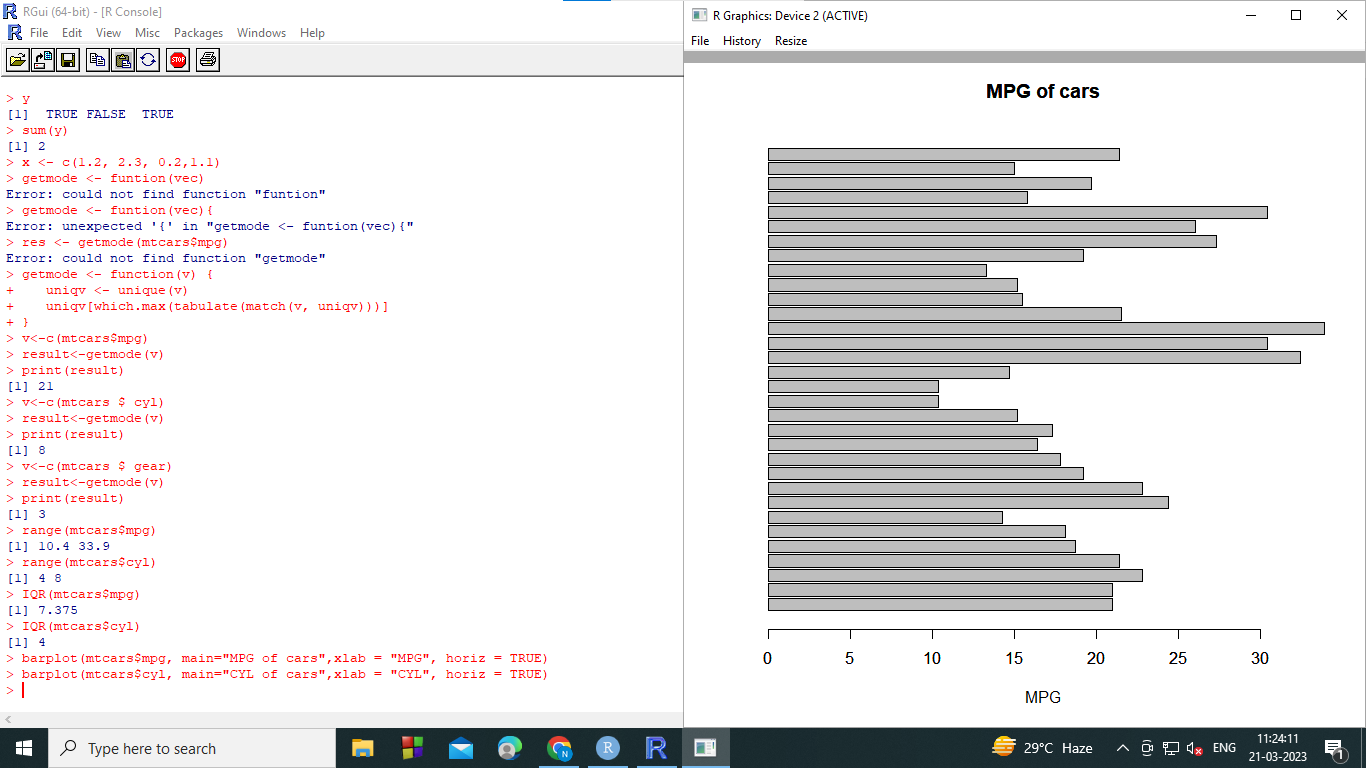 RGui (64-bit) - [R Console]
File Edit View Misc Packages Windows Help
STOP
> y
[1]  TRUE FALSE  TRUE
> sum(y)
[1] 2
> x <- c(1.2, 2.3, 0.2,1.1)
> getmode <- funtion(vec)
Error: could not find function "funtion"
> getmode <- funtion(vec){
Error: unexpected '{' in "getmode <- funtion(vec){"
> res <- getmode(mtcars$mpg)
Error: could not find function "getmode"
> getmode <- function(v) {
+    uniqv <- unique(v)
+    uniqv[which.max(tabulate(match(v, uniqv)))]
+ }
> v<-c(mtcars$mpg)
> result<-getmode(v)
> print(result)
[1] 21
> v<-c(mtcars $ cyl)
> result<-getmode(v)
> print(result)
[1] 8
> v<-c(mtcars $ gear)
> result<-getmode(v)
> print(result)
[1] 3
> range(mtcars$mpg)
[1] 10.4 33.9
> range(mtcars$cyl)
[1] 4 8
> IQR(mtcars$mpg)
[1] 7.375
> IQR(mtcars$cyl)
[1] 4
> barplot(mtcars$mpg, main="MPG of cars",xlab = "MPG", horiz = TRUE)
> barplot(mtcars$cyl, main="CYL of cars",xlab = "CYL", horiz = TRUE)
>
R Graphics: Device 2 (ACTIVE)
File History Resize
MPG of cars
0 5 10 15 20 25 30
MPG
Type here to search
N
R
29°C Haze
ENG
11:24:11
21-03-2023
1